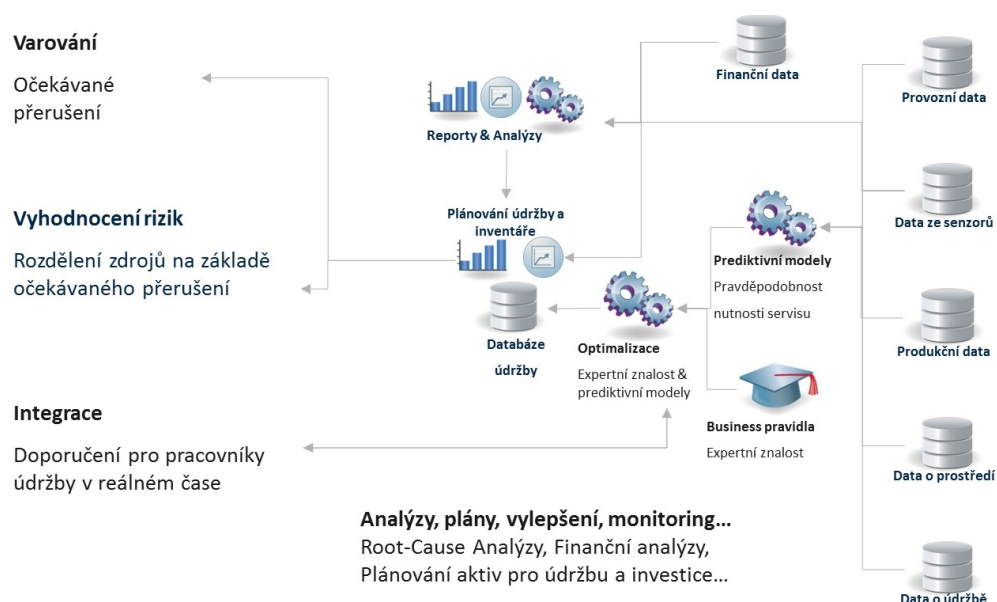 Varování
Očekávané
přerušení
Vyhodnocení rizik
Rozdělení zdrojů na základě
očekávaného přerušení
Integrace
Doporučení pro pracovníky
údržby v reálném čase
Reporty & Analýzy
Plánování údržby a
inventáře
Databáze
údržby
Optimalizace
Expertní znalost &
prediktivní modely
Finanční data
Prediktivní modely
Pravděpodobnost
nutnosti servisu
Business pravidla
Expertní znalost
Provozní data
Data ze senzorů
Produkční data
Data o prostředí
Data o údržbě
Analýzy, plány, vylepšení, monitoring...
Root-Cause Analýzy, Finanční analýzy,
Plánování aktiv pro údržbu a investice...